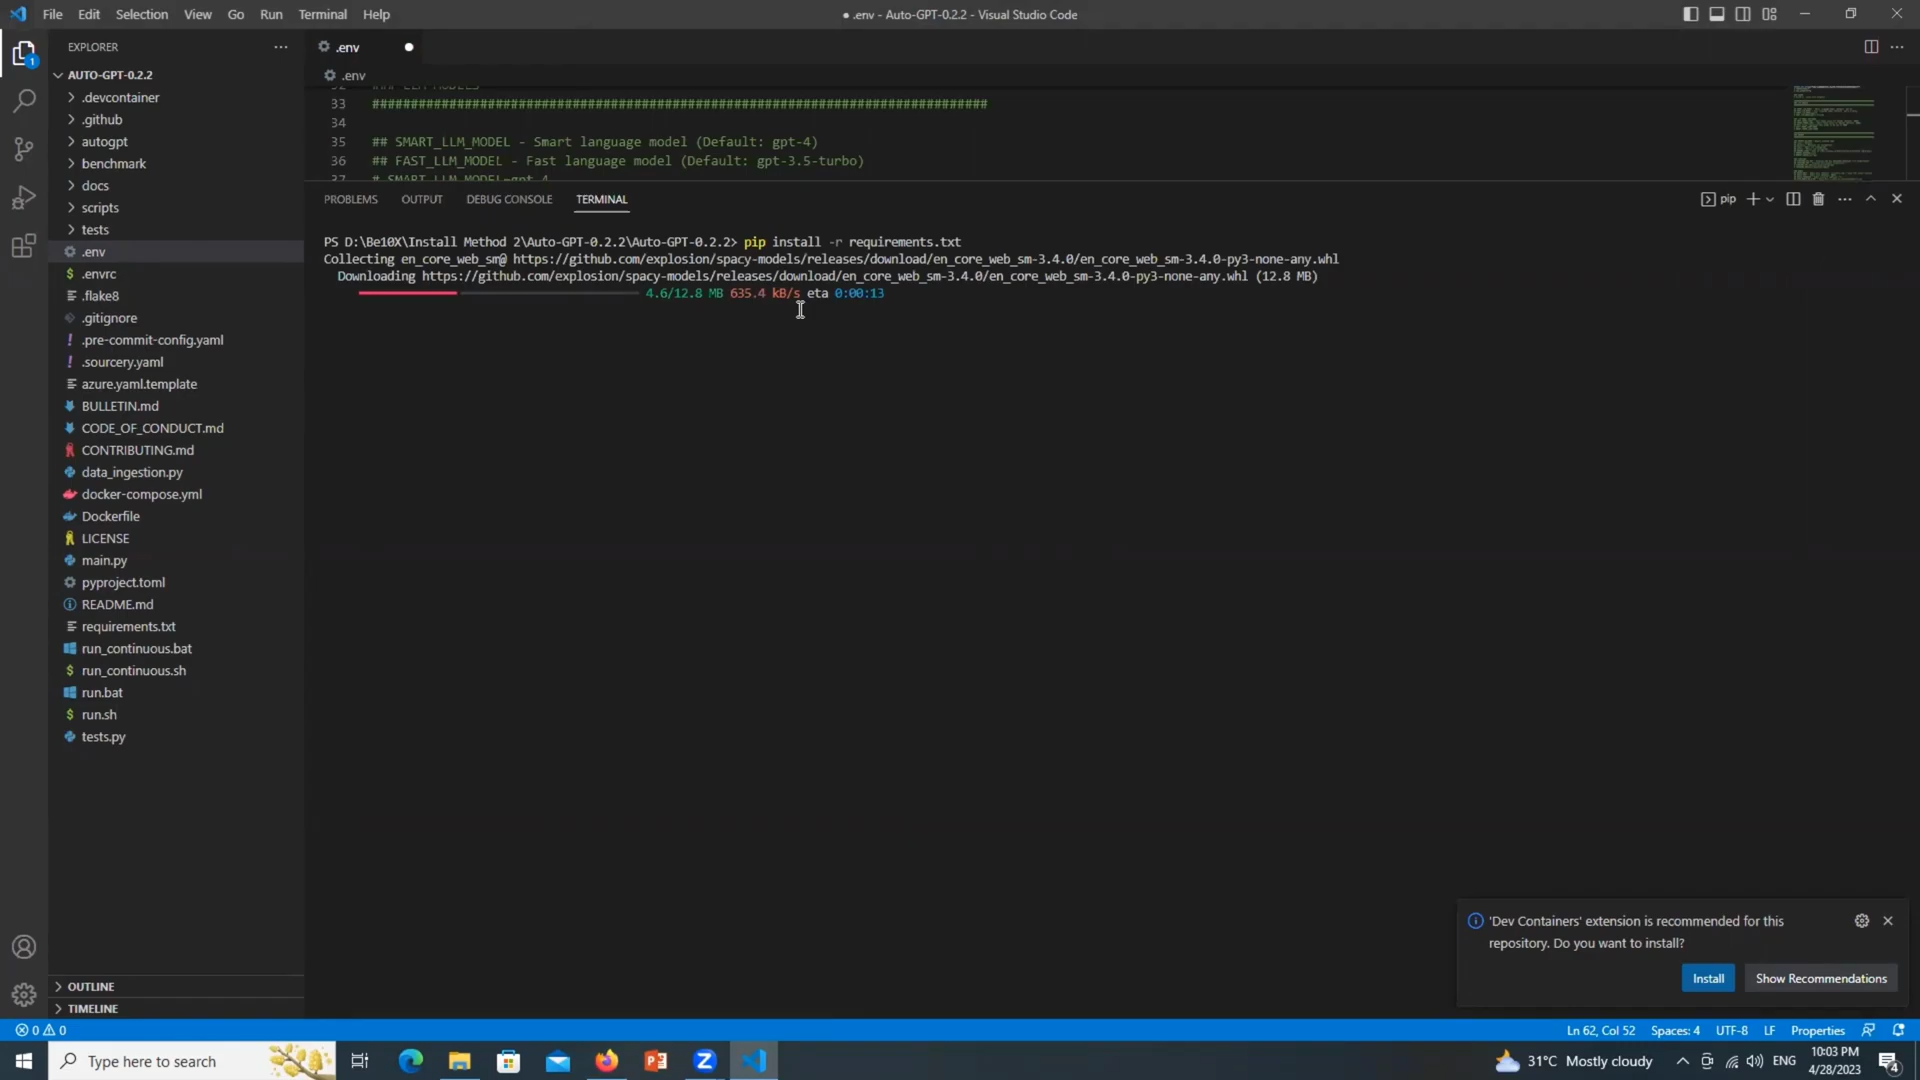 File Edit Selection View Go Run Terminal Help
● .env - Auto-GPT-0.2.2 - Visual Studio Code
EXPLORER
.env
1
AUTO-GPT-0.2.2
.env
.devcontainer
.github
autogpt
benchmark
docs
scripts
tests
.env
$ .envrc
.flake8
.gitignore
! .pre-commit-config.yaml
! .sourcery.yaml
azure.yaml.template
BULLETIN.md
CODE_OF_CONDUCT.md
CONTRIBUTING.md
data_ingestion.py
docker-compose.yml
Dockerfile
LICENSE
main.py
pyproject.toml
README.md
requirements.txt
run_continuous.bat
$ run_continuous.sh
run.bat
$ run.sh
tests.py
OUTLINE
TIMELINE
33 ################################################################################
34
35 ## SMART_LLM_MODEL - Smart language model (Default: gpt-4)
36 ## FAST_LLM_MODEL - Fast language model (Default: gpt-3.5-turbo)
37 # SMART_LLM_MODEL=gpt-4
PROBLEMS OUTPUT DEBUG CONSOLE TERMINAL
pip
PS D:\Be10X\Install Method 2\Auto-GPT-0.2.2\Auto-GPT-0.2.2> pip install -r requirements.txt
Collecting en_core_web_sm@ https://github.com/explosion/spacy-models/releases/download/en_core_web_sm-3.4.0/en_core_web_sm-3.4.0-py3-none-any.whl
Downloading https://github.com/explosion/spacy-models/releases/download/en_core_web_sm-3.4.0/en_core_web_sm-3.4.0-py3-none-any.whl (12.8 MB)
4.6/12.8 MB 635.4 kB/s eta 0:00:13
'Dev Containers' extension is recommended for this
repository. Do you want to install?
Install Show Recommendations
0 0
Ln 62, Col 52 Spaces: 4 UTF-8 LF Properties
Type here to search
31°C Mostly cloudy
ENG
10:03 PM
4/28/2023
4